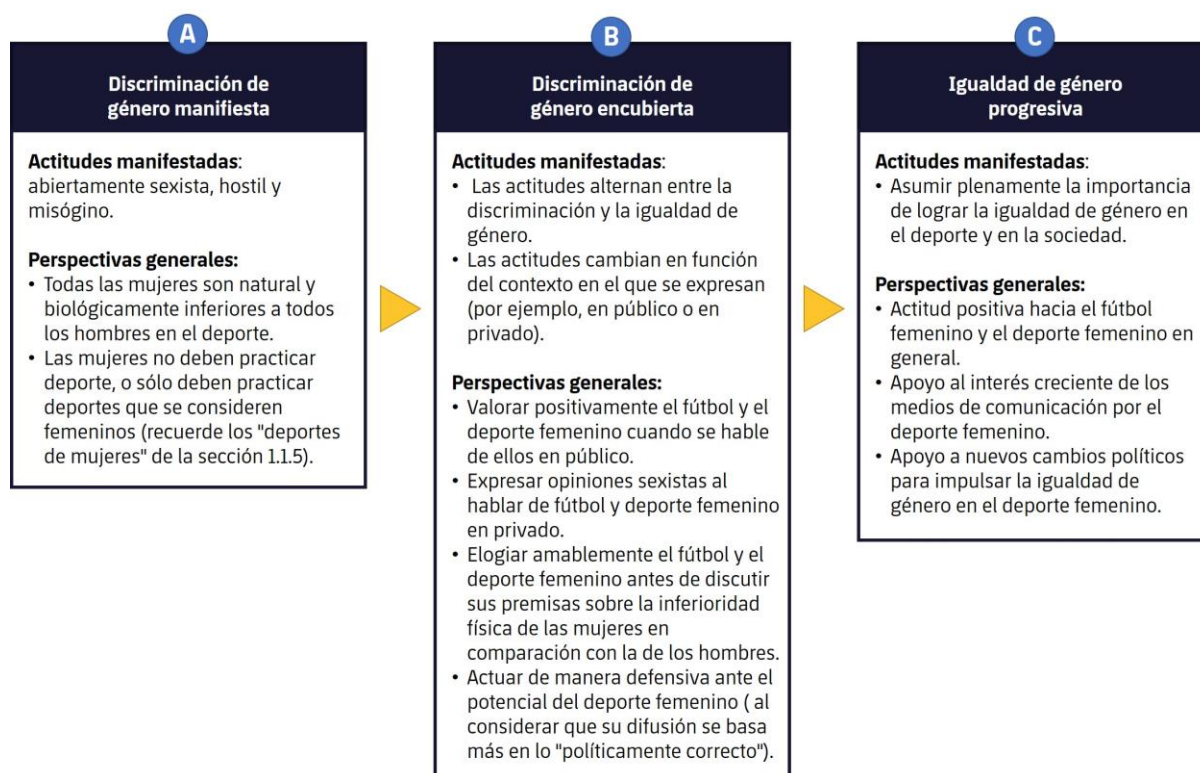 A
Discriminación de
género manifiesta
Actitudes manifestadas:
abiertamente sexista, hostil y
misógino.
Perspectivas generales:
• Todas las mujeres son natural y
biológicamente inferiores a todos
los hombres en el deporte.
• Las mujeres no deben practicar
deporte, o sólo deben practicar
deportes que se consideren
femeninos (recuerde los "deportes
de mujeres" de la sección 1.1.5).
B
Discriminación de
género encubierta
Actitudes manifestadas:
• Las actitudes alternan entre la
discriminación y la igualdad de
género.
• Las actitudes cambian en función
del contexto en el que se expresan
(por ejemplo, en público o en
privado).
Perspectivas generales:
• Valorar positivamente el fútbol y el
deporte femenino cuando se hable
de ellos en público.
• Expresar opiniones sexistas al
hablar de fútbol y deporte femenino
en privado.
• Elogiar amablemente el fútbol y el
deporte femenino antes de discutir
sus premisas sobre la inferioridad
física de las mujeres en
comparación con la de los hombres.
• Actuar de manera defensiva ante el
potencial del deporte femenino ( al
considerar que su difusión se basa
más en lo "políticamente correcto").
C
Igualdad de género
progresiva
Actitudes manifestadas:
• Asumir plenamente la importancia
de lograr la igualdad de género en
el deporte y en la sociedad.
Perspectivas generales:
• Actitud positiva hacia el fútbol
femenino y el deporte femenino en
general.
• Apoyo al interés creciente de los
medios de comunicación por el
deporte femenino.
• Apoyo a nuevos cambios políticos
para impulsar la igualdad de
género en el deporte femenino.